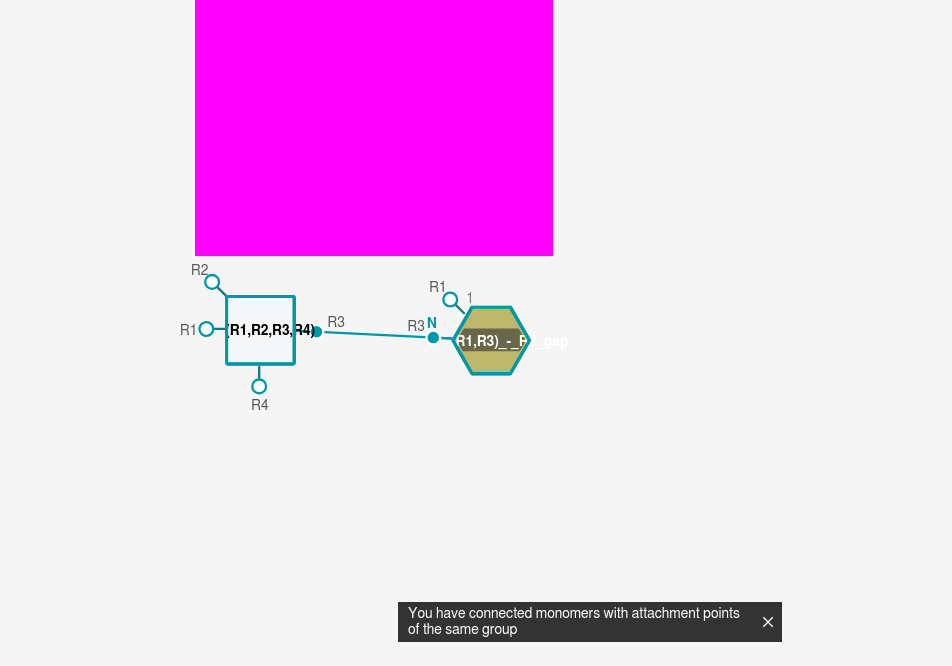 R2
R1
1
R1
(R1,R2,R3,R4)
R3
R3
N
R1,R3)_-_R2_gap
R4
You have connected monomers with attachment points
of the same group